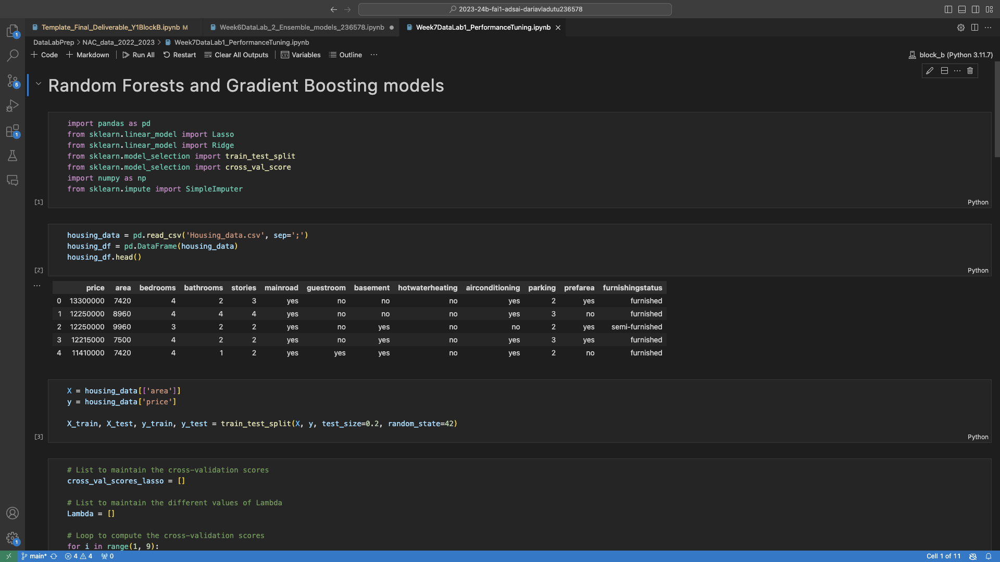 2023-24b-fai1-adsai-dariavladutu236578
Template_Final_Deliverable_Y1BlockB.ipynb M
Week6DataLab_2_Ensemble_models_236578.ipynb
Week7DataLab1_PerformanceTuning.ipynb
DataLabPrep > NAC_data_2022_2023 > Week7DataLab1_PerformanceTuning.ipynb
+ Code + Markdown Run All Restart Clear All Outputs Variables Outline ...
block_b (Python 3.11.7)
1
5
1
Random Forests and Gradient Boosting models
import pandas as pd
from sklearn.linear_model import Lasso
from sklearn.linear_model import Ridge
from sklearn.model_selection import train_test_split
from sklearn.model_selection import cross_val_score
import numpy as np
from sklearn.impute import SimpleImputer
[1]
Python
housing_data = pd.read_csv('Housing_data.csv', sep=';')
housing_df = pd.DataFrame(housing_data)
housing_df.head()
[2]
Python
price area bedrooms bathrooms stories mainroad guestroom basement hotwaterheating airconditioning parking prefarea furnishingstatus
0 13300000 7420 4 2 3 yes no no no yes 2 yes furnished
1 12250000 8960 4 4 4 yes no no no yes 3 no furnished
2 12250000 9960 3 2 2 yes no yes no no 2 yes semi-furnished
3 12215000 7500 4 2 2 yes no yes no yes 3 yes furnished
4 11410000 7420 4 1 2 yes yes yes no yes 2 no furnished
X = housing_data[['area']]
y = housing_data['price']
X_train, X_test, y_train, y_test = train_test_split(X, y, test_size=0.2, random_state=42)
[3]
Python
# List to maintain the cross-validation scores
cross_val_scores_lasso = []
# List to maintain the different values of Lambda
Lambda = []
# Loop to compute the cross-validation scores
for i in range(1, 9):
1
main* 4 4 0
Cell 1 of 11